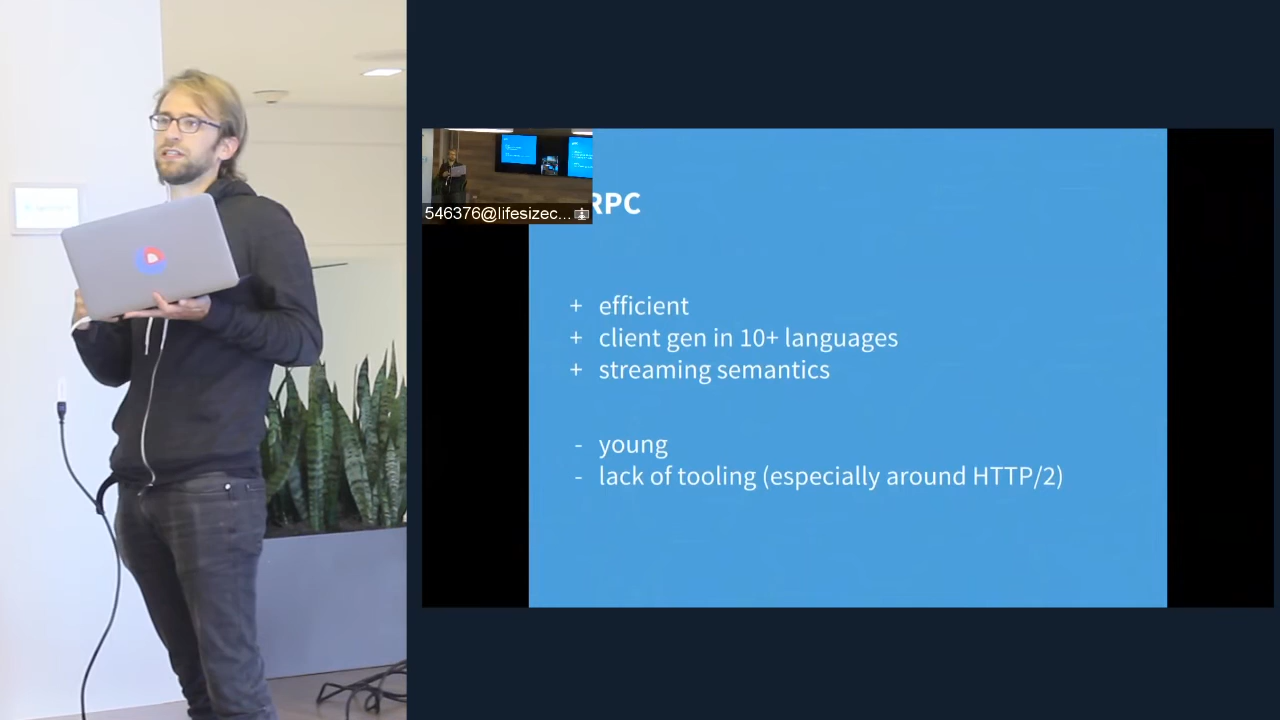 546376@lifesizec...
RPC
+ efficient
+ client gen in 10+ languages
+ streaming semantics
- young
- lack of tooling (especially around HTTP/2)